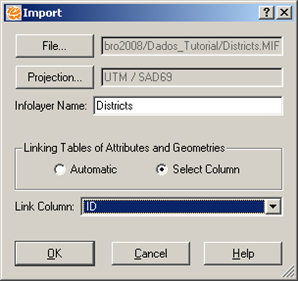 Import
File... bro2008/Dados_Tutorial/Districts.MIF
Projection... UTM / SAD69
Infolayer Name: Districts
Linking Tables of Attributes and Geometries
Automatic Select Column
Link Column: ID
OK Cancel Help